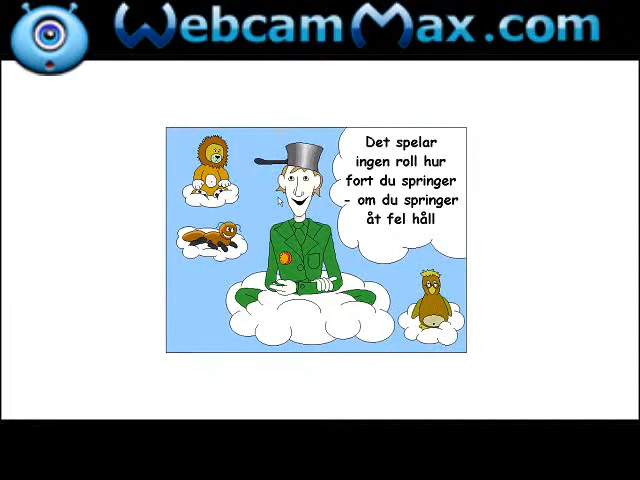 WebcamMax.com
Det spelar
ingen roll hur
fort du springer
- om du springer
åt fel håll